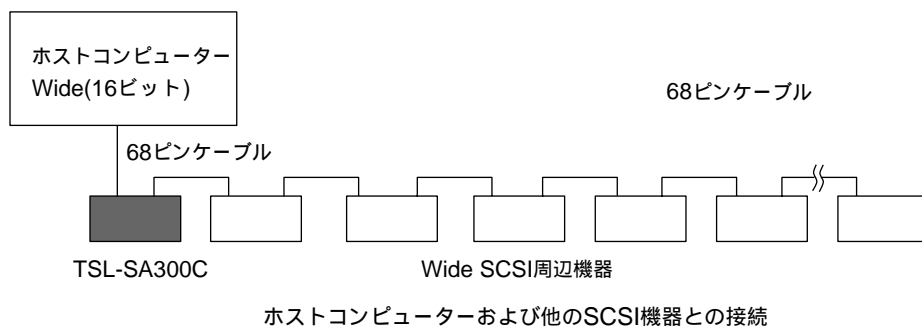 ホストコンピューター
Wide(16ビット)
68ピンケーブル
68ピンケーブル
TSL-SA300C
Wide SCSI周辺機器
ホストコンピューターおよび他のSCSI機器との接続